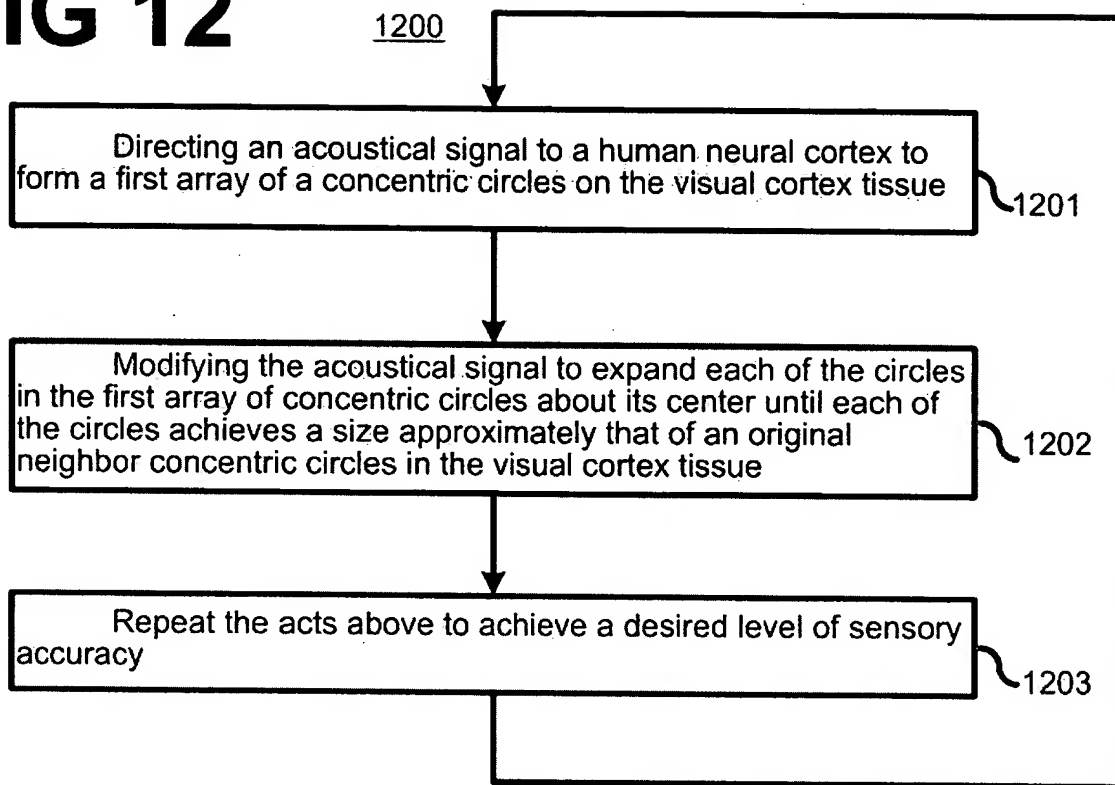 IG 12
1200
Directing an acoustical signal to a human neural cortex to
form a first array of a concentric circles on the visual cortex tissue
1201
Modifying the acoustical signal to expand each of the circles
in the first array of concentric circles about its center until each of
the circles achieves a size approximately that of an original
neighbor concentric circles in the visual cortex tissue
1202
Repeat the acts above to achieve a desired level of sensory
accuracy
1203